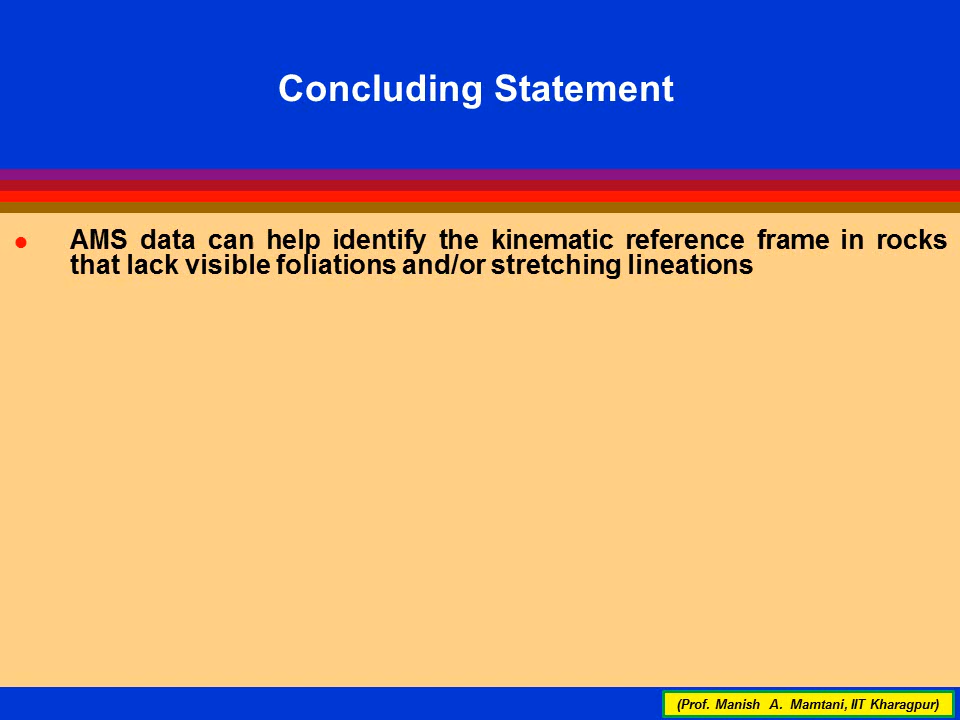 Concluding Statement
AMS data can help identify the kinematic reference frame in rocks
that lack visible foliations and/or stretching lineations
(Prof. Manish A. Mamtani, IIT Kharagpur)